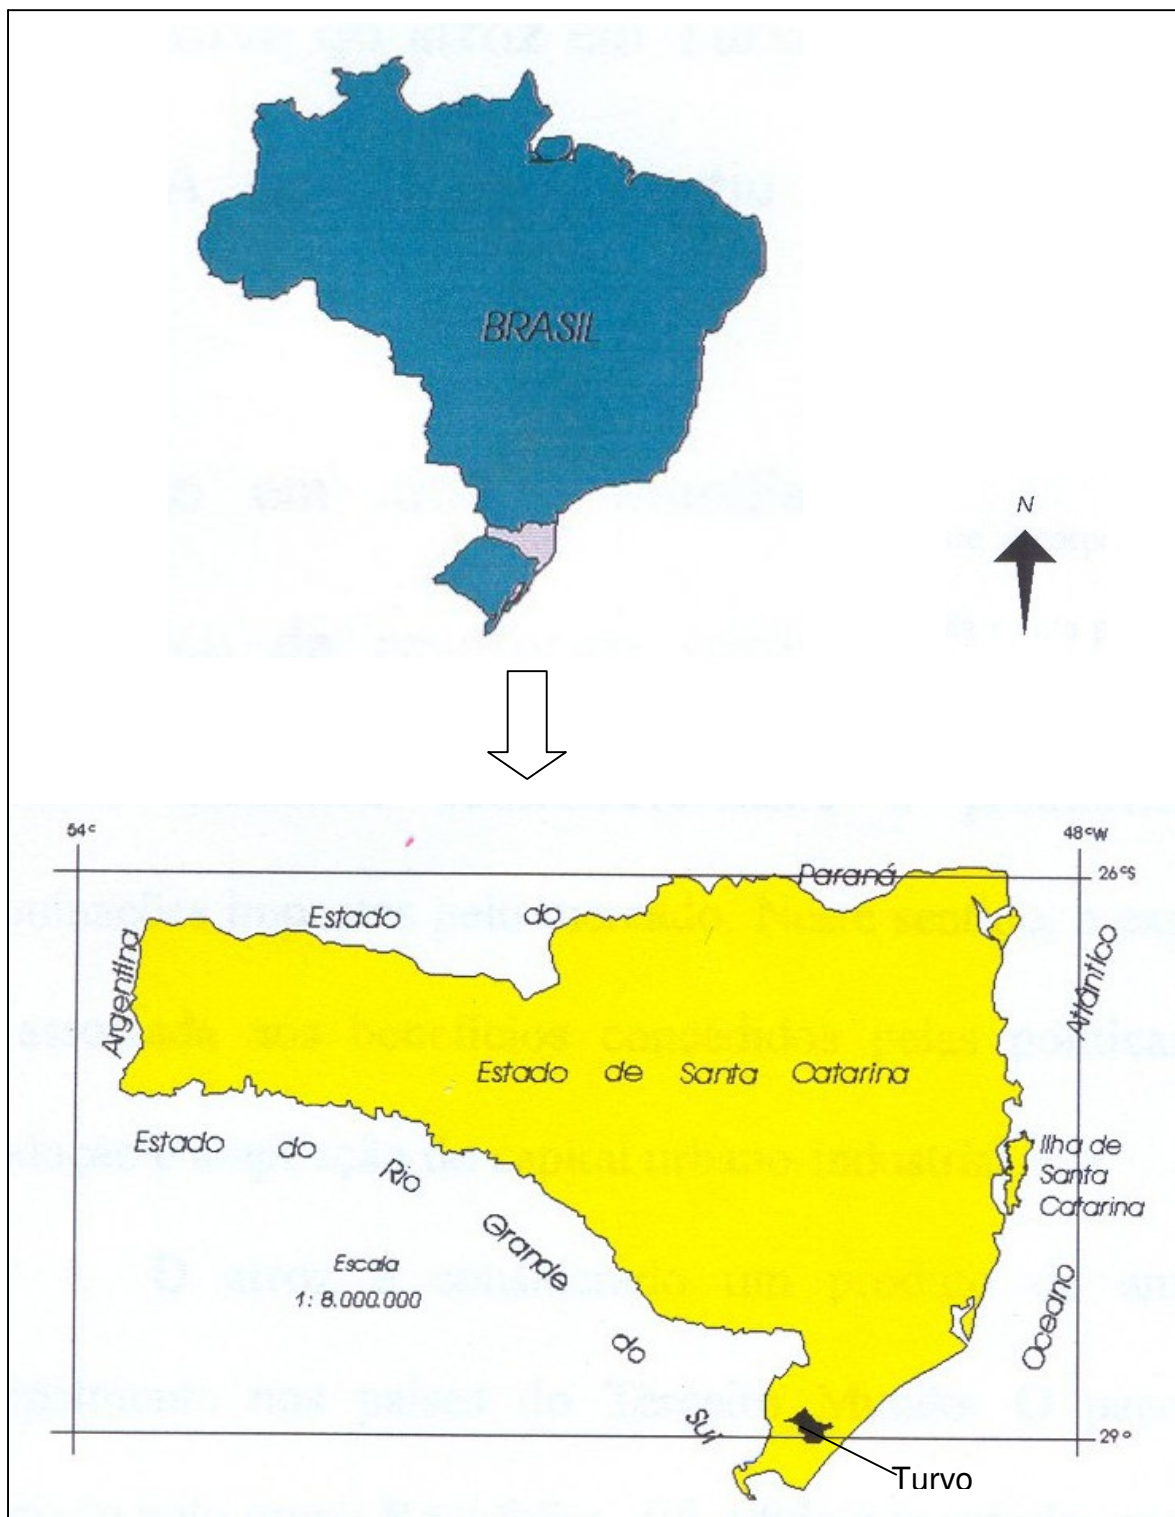 BRASIL
N
54°
48°W
26°S
Estado do Paraná
Argentina
Atlântico
Estado de Santa Catarina
Estado do Rio Grande do Sul
Ilha de
Santa
Catarina
Escala
1: 8.000.000
Oceano
29°
Turvo